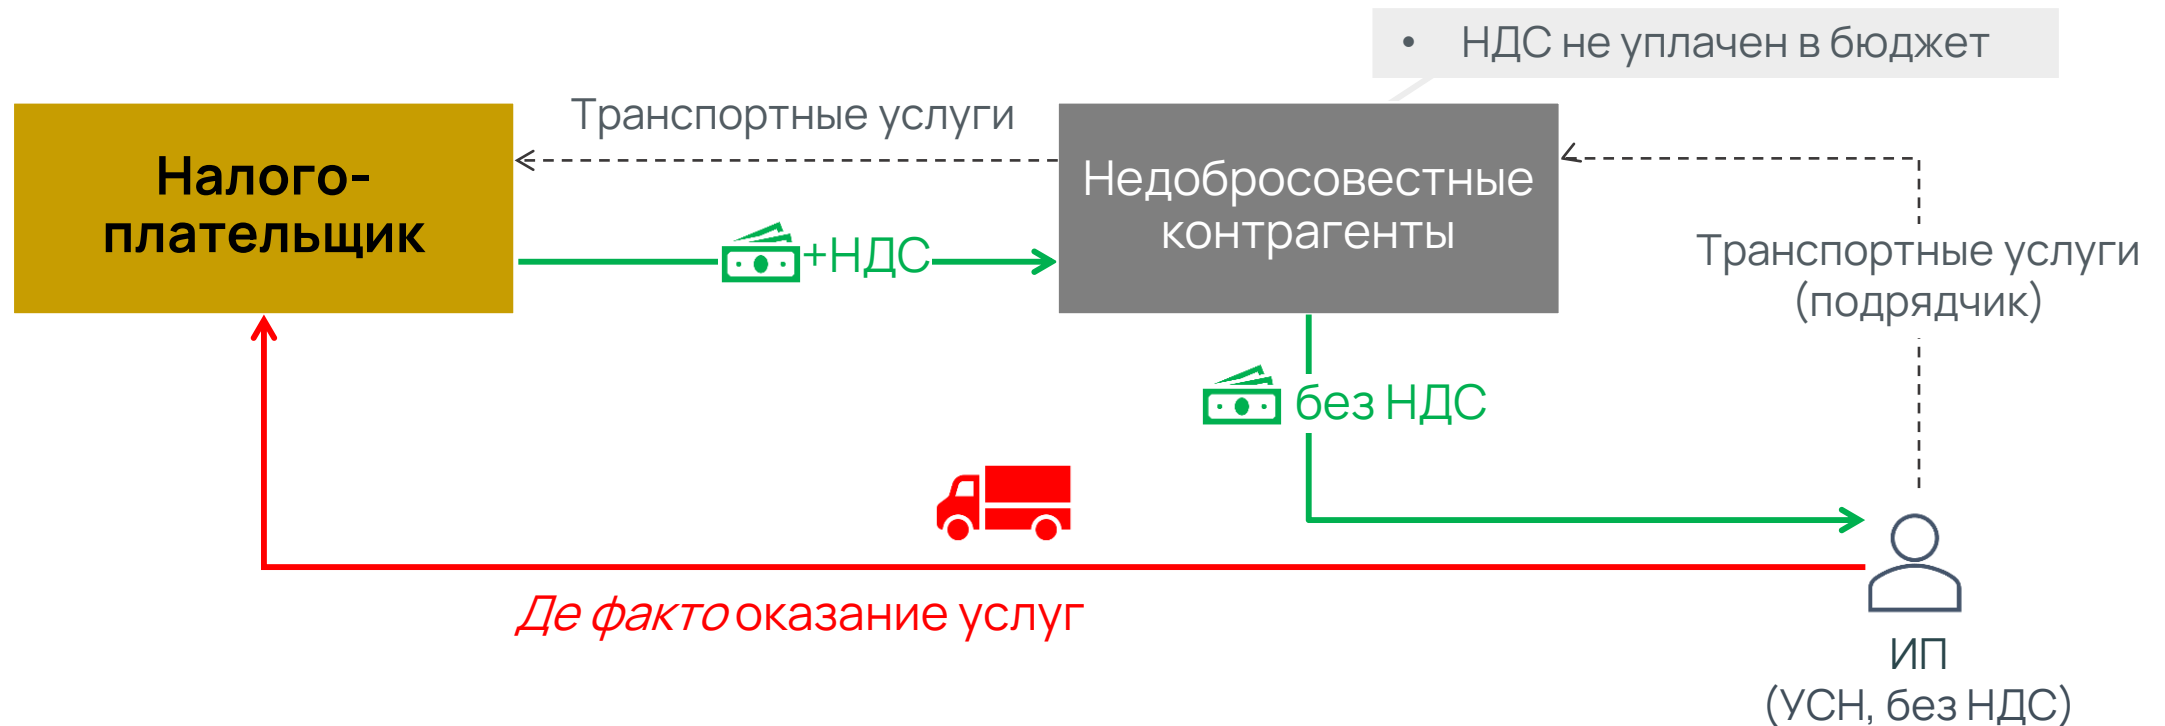 • НДС не уплачен в бюджет
Транспортные услуги
Налого-
плательщик
Недобросовестные
контрагенты
+НДС
Транспортные услуги
(подрядчик)
без НДС
Де факто оказание услуг
ИП
(УСН, без НДС)